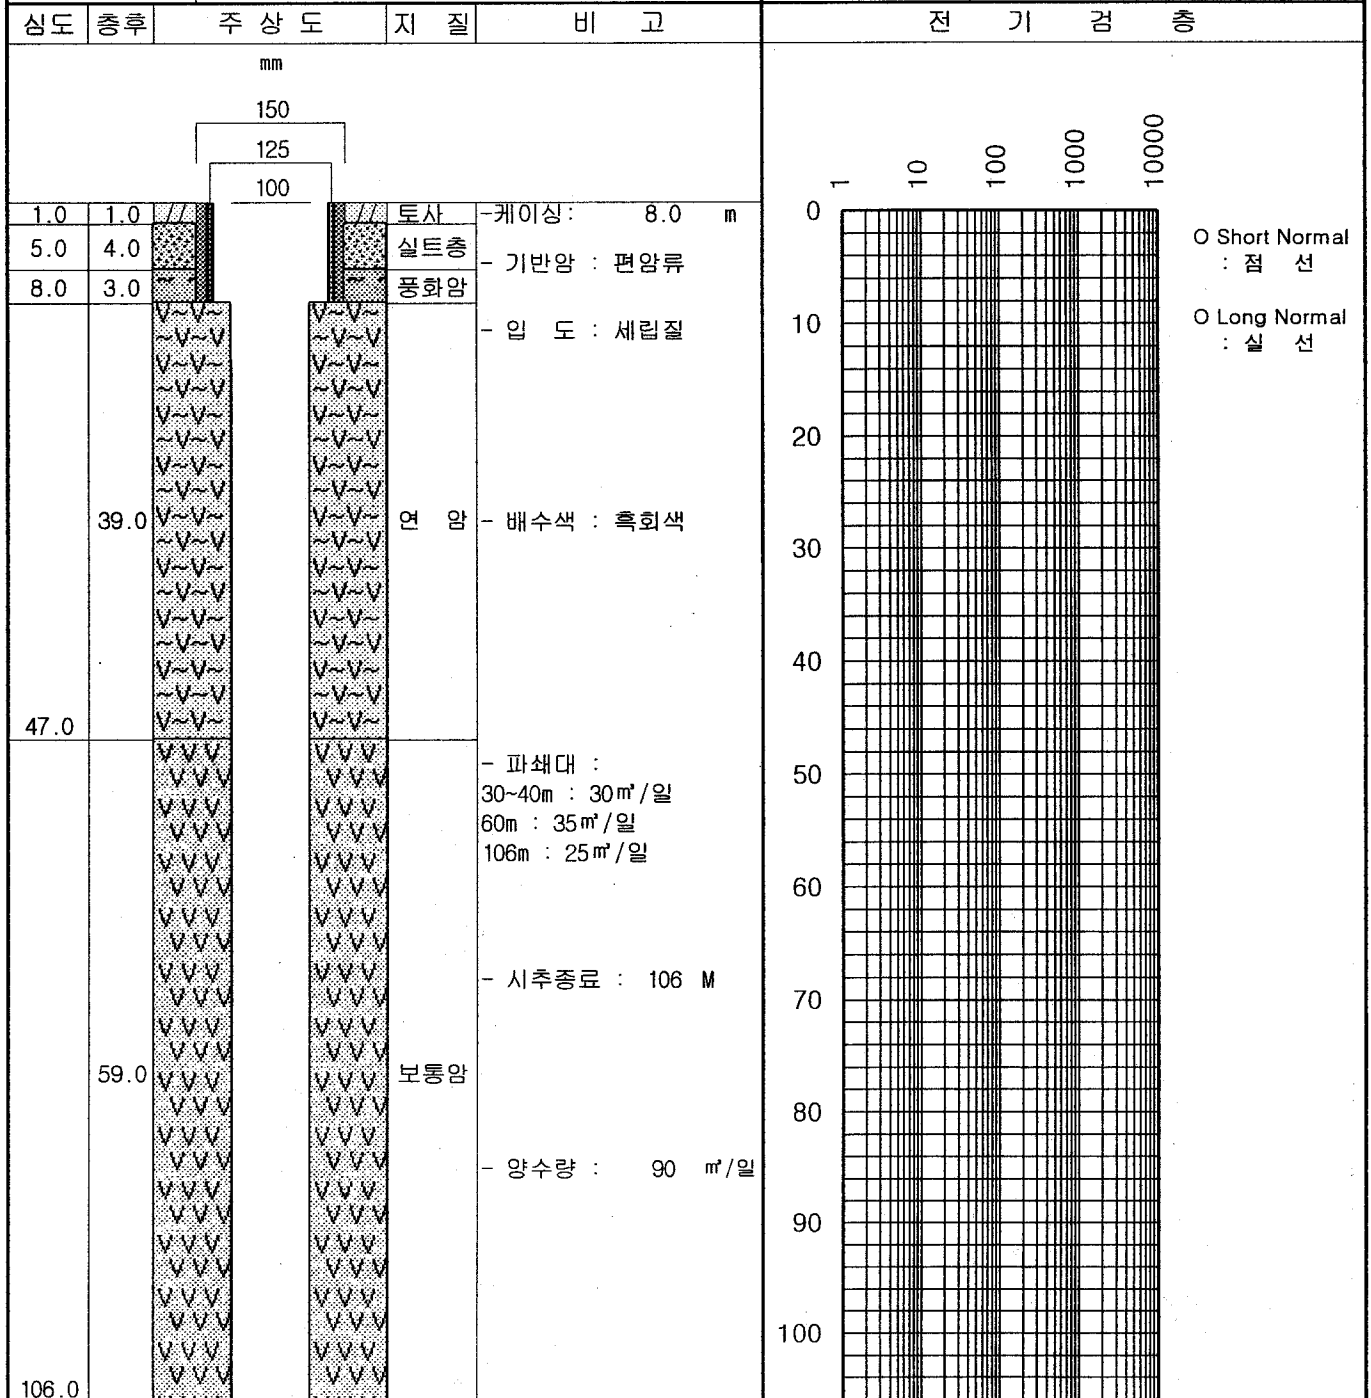 심도 층후 주 상 도 지 질 비 고 전 기 검 층
mm
150
125
100
1 10 100 1000 10000
1.0 1.0 토사 -케이싱: 8.0 m
5.0 4.0 실트층
- 기반암 : 편암류
8.0 3.0 풍화암
- 입 도 : 세립질
39.0 연 암 - 배수색 : 흑회색
47.0
- 파쇄대 :
30~40m : 30㎥/일
60m : 35㎥/일
106m : 25㎥/일
- 시추종료 : 106 M
59.0 보통암
- 양수량 : 90 ㎥/일
106.0
0
10
20
30
40
50
60
70
80
90
100
O Short Normal
: 점 선
O Long Normal
: 실 선